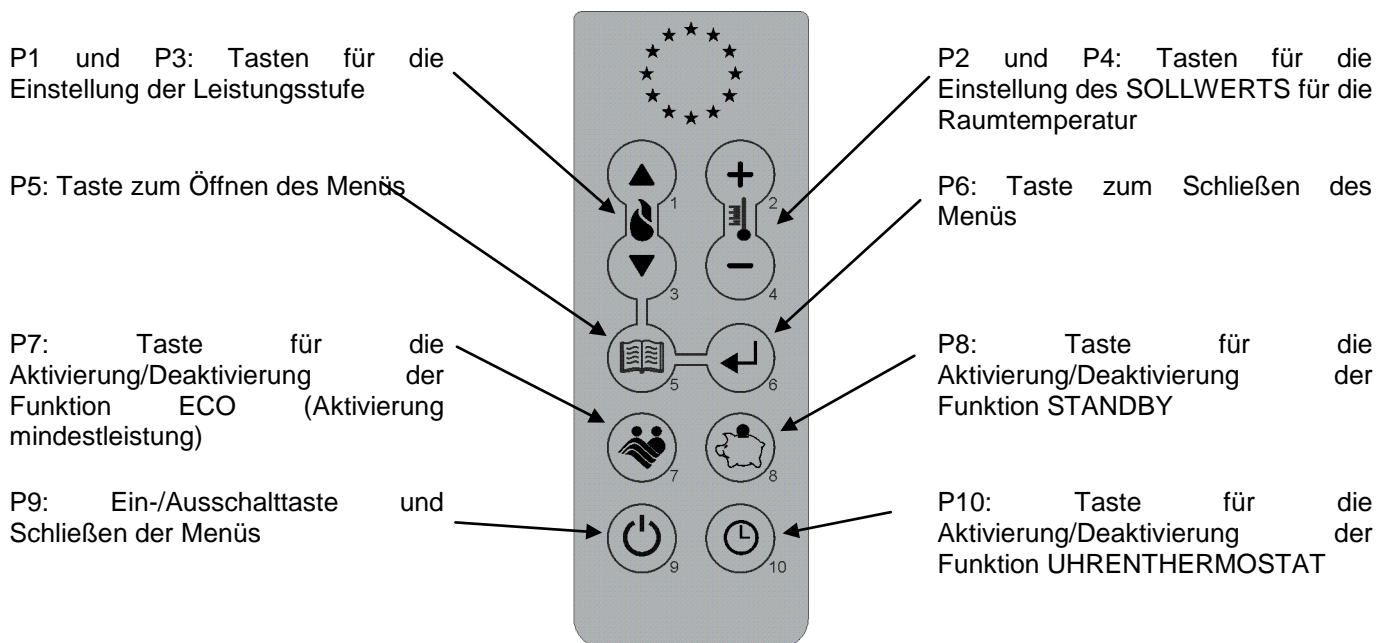 P1 und P3: Tasten für die
Einstellung der Leistungsstufe
P2 und P4: Tasten für die
Einstellung des SOLLWERTS für die
Raumtemperatur
P5: Taste zum Öffnen des Menüs
P6: Taste zum Schließen des
Menüs
P7: Taste für die
Aktivierung/Deaktivierung der
Funktion ECO (Aktivierung
mindestleistung)
P8: Taste für die
Aktivierung/Deaktivierung der
Funktion STANDBY
P9: Ein-/Ausschalttaste und
Schließen der Menüs
P10: Taste für die
Aktivierung/Deaktivierung der
Funktion UHRENTHERMOSTAT
1
2
3
4
5
6
7
8
9
10